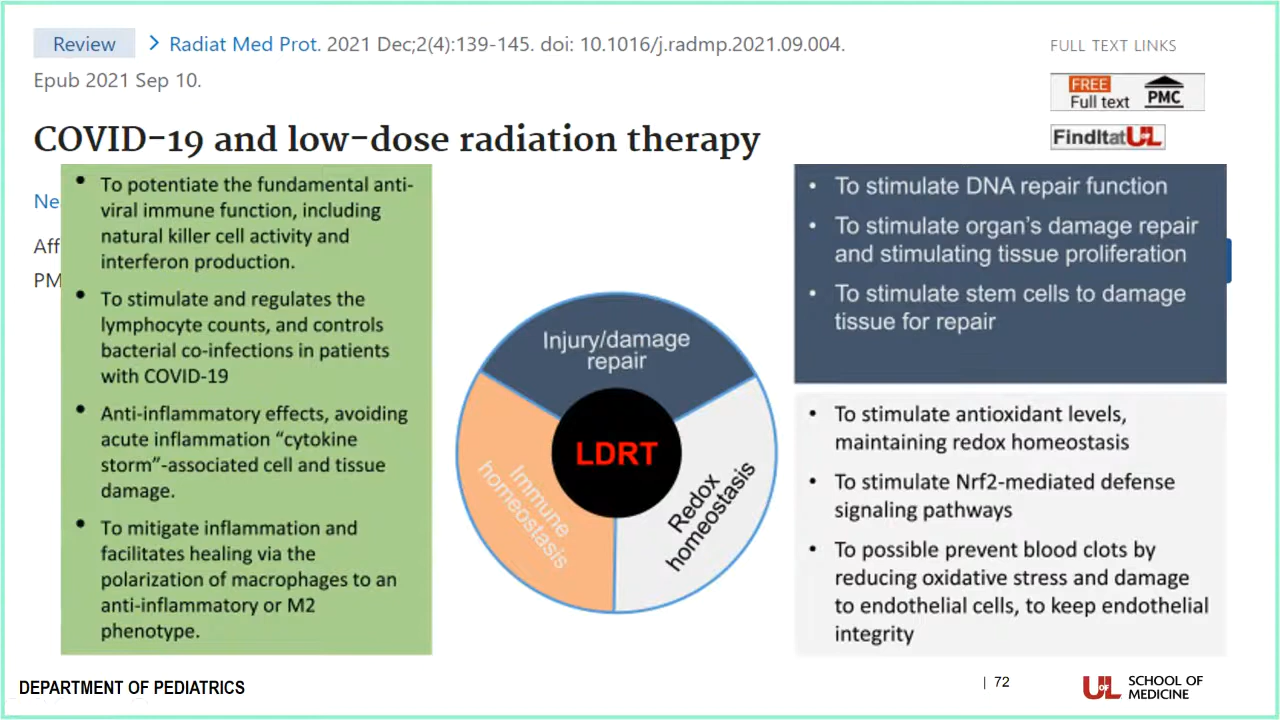 Review
Radiat Med Prot. 2021 Dec;2(4):139-145. doi: 10.1016/j.radmp.2021.09.004.
Epub 2021 Sep 10.
FULL TEXT LINKS
FREE
Full text
PMC
FindItatUofL
COVID-19 and low-dose radiation therapy
Ne
Aff
PM
• To potentiate the fundamental anti-
viral immune function, including
natural killer cell activity and
interferon production.
• To stimulate and regulates the
lymphocyte counts, and controls
bacterial co-infections in patients
with COVID-19
• Anti-inflammatory effects, avoiding
acute inflammation “cytokine
storm”-associated cell and tissue
damage.
• To mitigate inflammation and
facilitates healing via the
polarization of macrophages to an
anti-inflammatory or M2
phenotype.
Injury/damage
repair
LDRT
Immune
homeostasis
Redox
homeostasis
• To stimulate DNA repair function
• To stimulate organ’s damage repair
and stimulating tissue proliferation
• To stimulate stem cells to damage
tissue for repair
• To stimulate antioxidant levels,
maintaining redox homeostasis
• To stimulate Nrf2-mediated defense
signaling pathways
• To possible prevent blood clots by
reducing oxidative stress and damage
to endothelial cells, to keep endothelial
integrity
DEPARTMENT OF PEDIATRICS
| 72
UofL
SCHOOL OF
MEDICINE